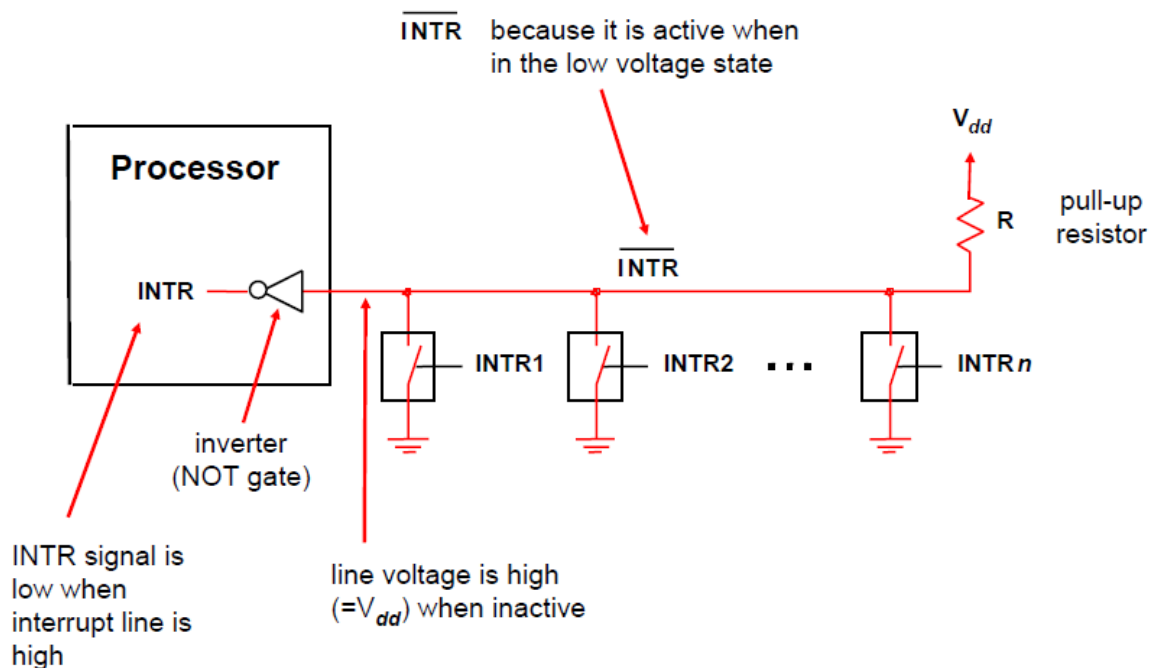 INTR because it is active when
in the low voltage state
Vdd
Processor
pull-up
resistor
R
INTR
INTR
INTR1
INTR2
...
INTRn
inverter
(NOT gate)
INTR signal is
low when
interrupt line is
high
line voltage is high
(=Vdd) when inactive